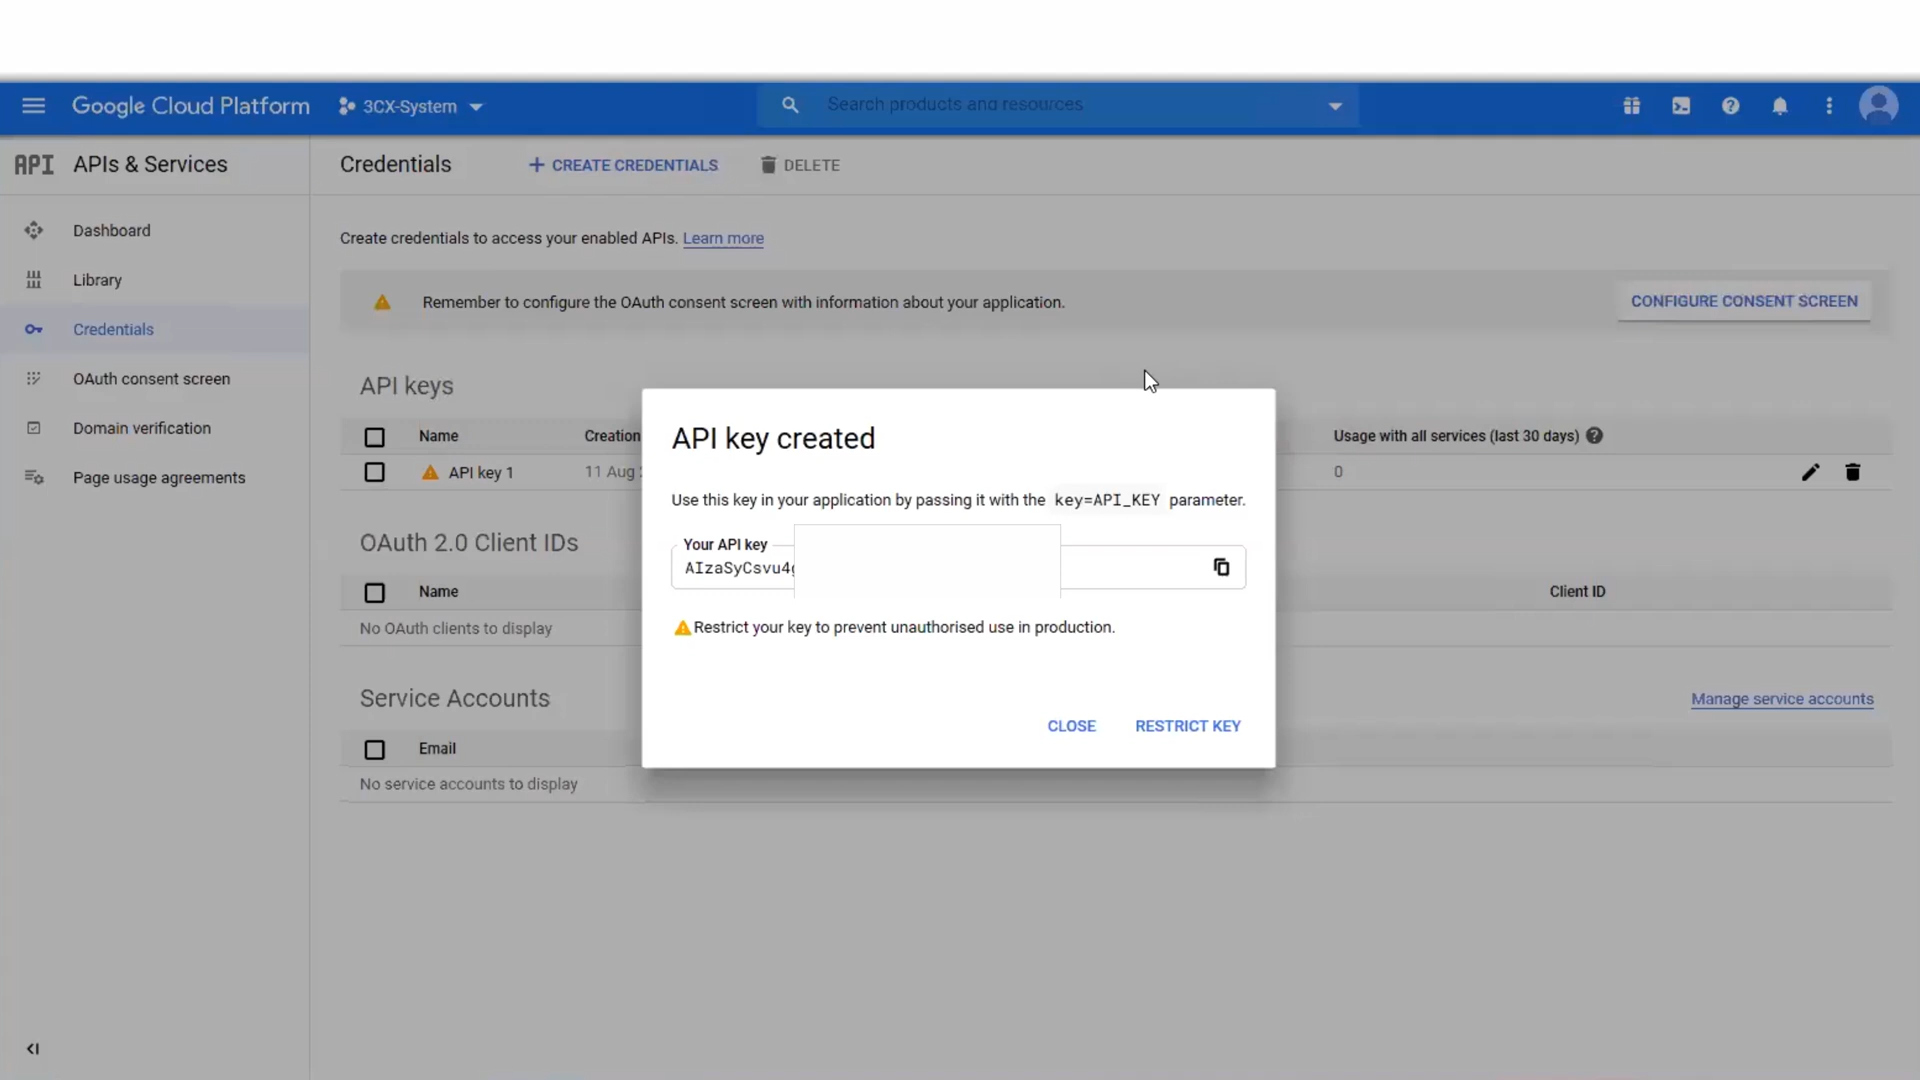 Google Cloud Platform 3CX-System Search products and resources
API APIs & Services Credentials CREATE CREDENTIALS DELETE
Dashboard
Library
Credentials
OAuth consent screen
Domain verification
Page usage agreements
Create credentials to access your enabled APIs. Learn more
Remember to configure the OAuth consent screen with information about your application. CONFIGURE CONSENT SCREEN
API keys
Name Creation Usage with all services (last 30 days)
API key 1 11 Aug 0
OAuth 2.0 Client IDs
Name Client ID
No OAuth clients to display
Service Accounts Manage service accounts
Email
No service accounts to display
API key created
Use this key in your application by passing it with the key=API_KEY parameter.
Your API key
AIzaSyCsvu4
Restrict your key to prevent unauthorised use in production.
CLOSE RESTRICT KEY